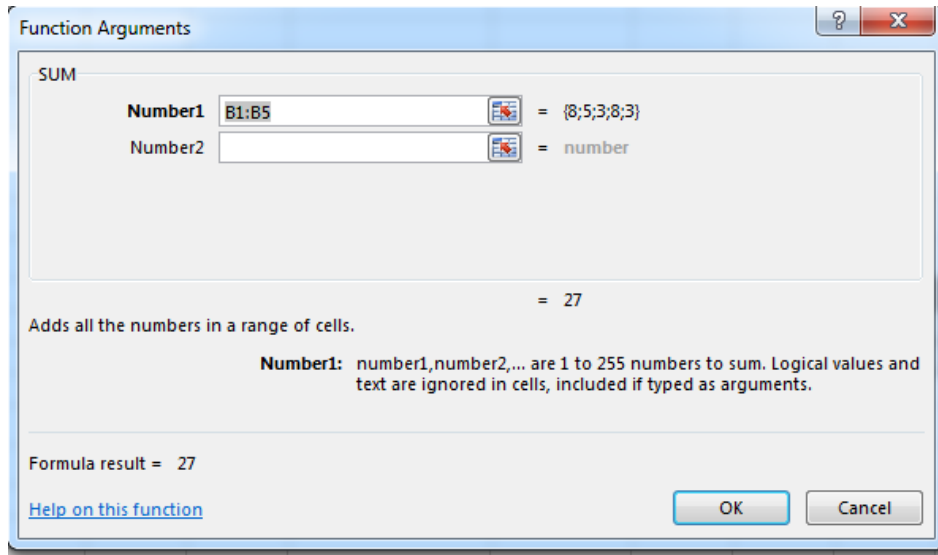 Function Arguments
?
X
SUM
Number1 B1:B5 = {8;5;3;8;3}
Number2 = number
= 27
Adds all the numbers in a range of cells.
Number1: number1,number2,... are 1 to 255 numbers to sum. Logical values and
text are ignored in cells, included if typed as arguments.
Formula result = 27
Help on this function
OK
Cancel